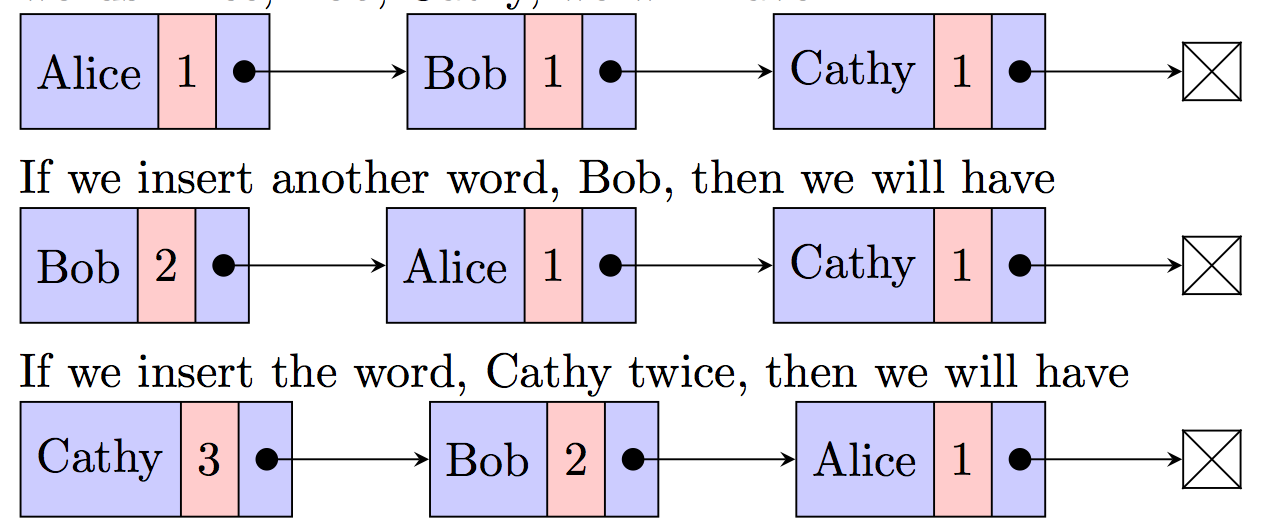 Alice 1 Bob 1 Cathy 1
If we insert another word, Bob, then we will have
Bob 2 Alice 1 Cathy 1
If we insert the word, Cathy twice, then we will have
Cathy 3 Bob 2 Alice 1